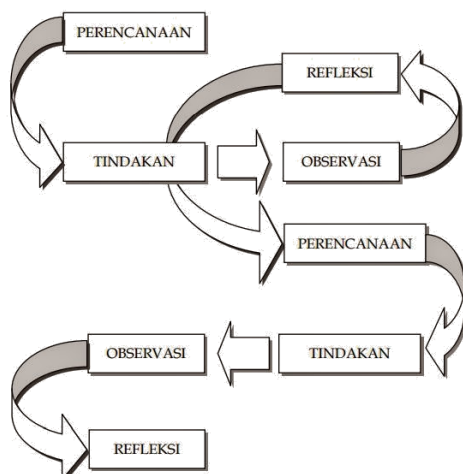 PERENCANAAN
REFLEKSI
TINDAKAN
OBSERVASI
PERENCANAAN
OBSERVASI
TINDAKAN
REFLEKSI